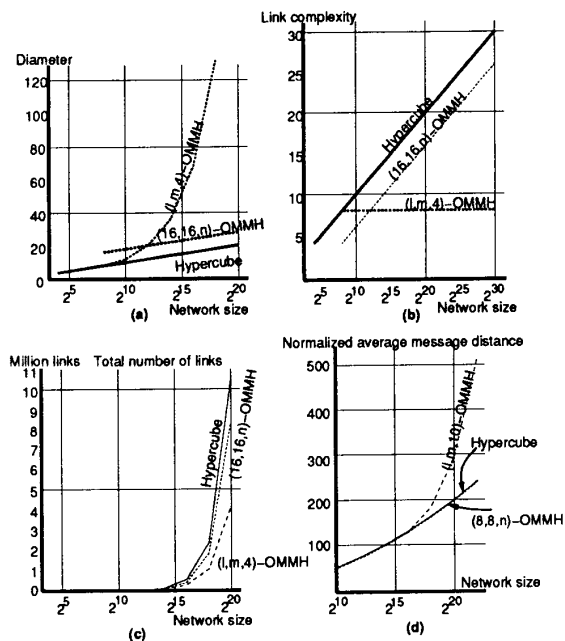 Diameter
120
100
80
60
40
20
0
(l,m,4)-OMMH
(16,16,n)-OMMH
Hypercube
2^5 2^10 2^15 2^20
Network size
(a)
Link complexity
30
25
20
15
10
5
Hypercube
(16,16,n)-OMMH
(l,m,4)-OMMH
2^5 2^10 2^15 2^20 2^25 2^30
Network size
(b)
Million links Total number of links
11
10
9
8
7
6
5
4
3
2
1
0
Hypercube
(16,16,n)-OMMH
(l,m,4)-OMMH
2^5 2^10 2^15 2^20
Network size
(c)
Normalized average message distance
500
400
300
200
100
(l,m,10)-OMMH
Hypercube
(8,8,n)-OMMH
Network size
2^10 2^15 2^20
(d)